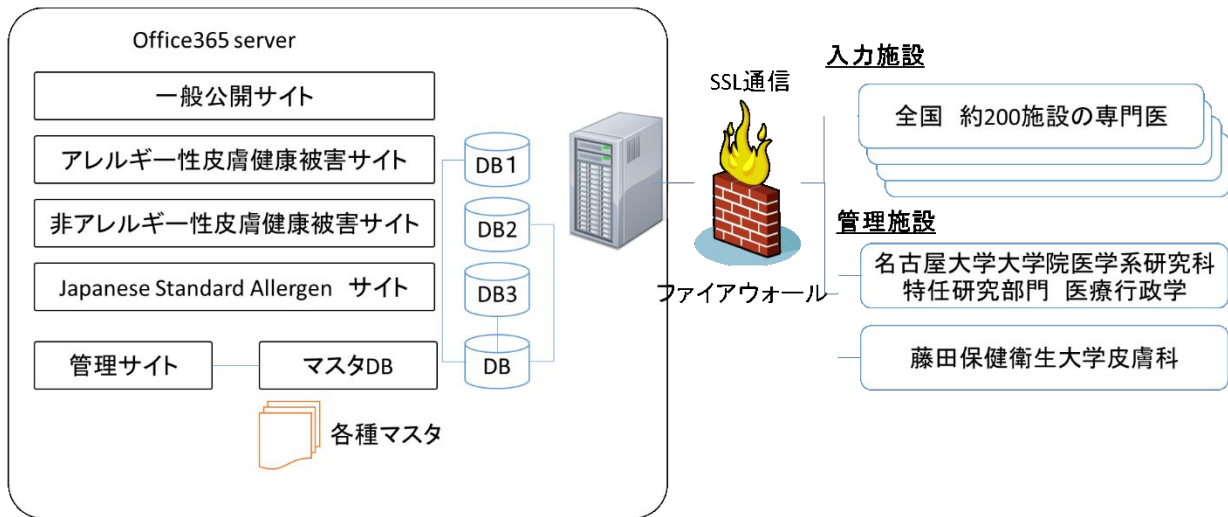 Office365 server
一般公開サイト
アレルギー性皮膚健康被害サイト
非アレルギー性皮膚健康被害サイト
Japanese Standard Allergen サイト
管理サイト
マスタDB
各種マスタ
DB1
DB2
DB3
DB
SSL通信
ファイアウォール
入力施設
全国 約200施設の専門医
管理施設
名古屋大学大学院医学系研究科
特任研究部門 医療行政学
藤田保健衛生大学皮膚科